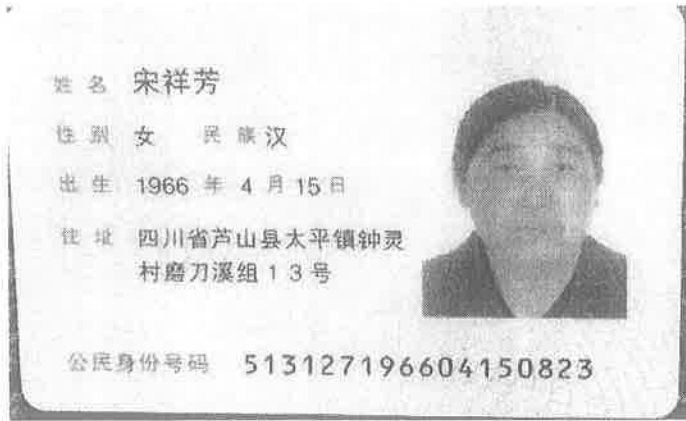 姓名 宋祥芳
性别 女 民族 汉
出生 1966 年 4 月 15 日
住址 四川省芦山县太平镇钟灵
村磨刀溪组13号
公民身份号码 513127196604150823